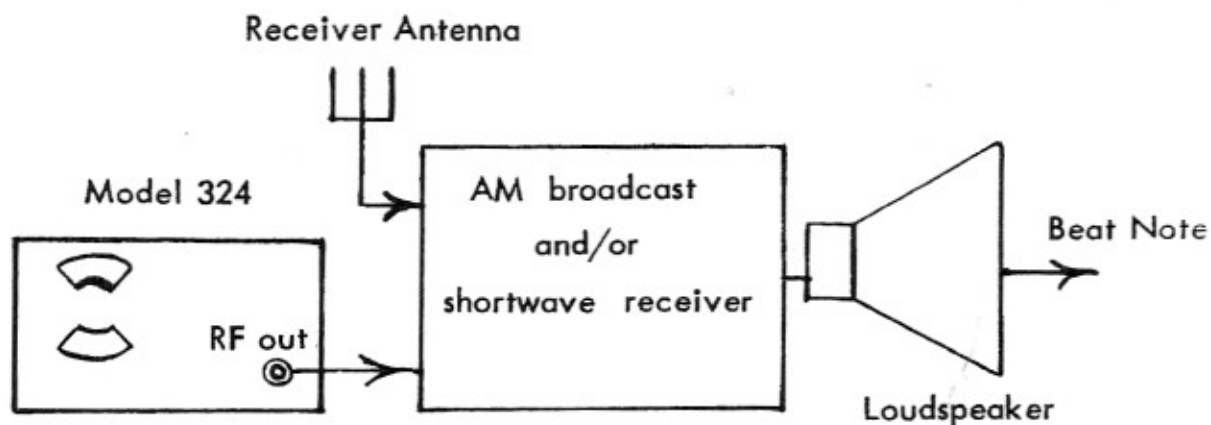 Receiver Antenna
Model 324
RF out
AM broadcast
and/or
shortwave receiver
Beat Note
Loudspeaker